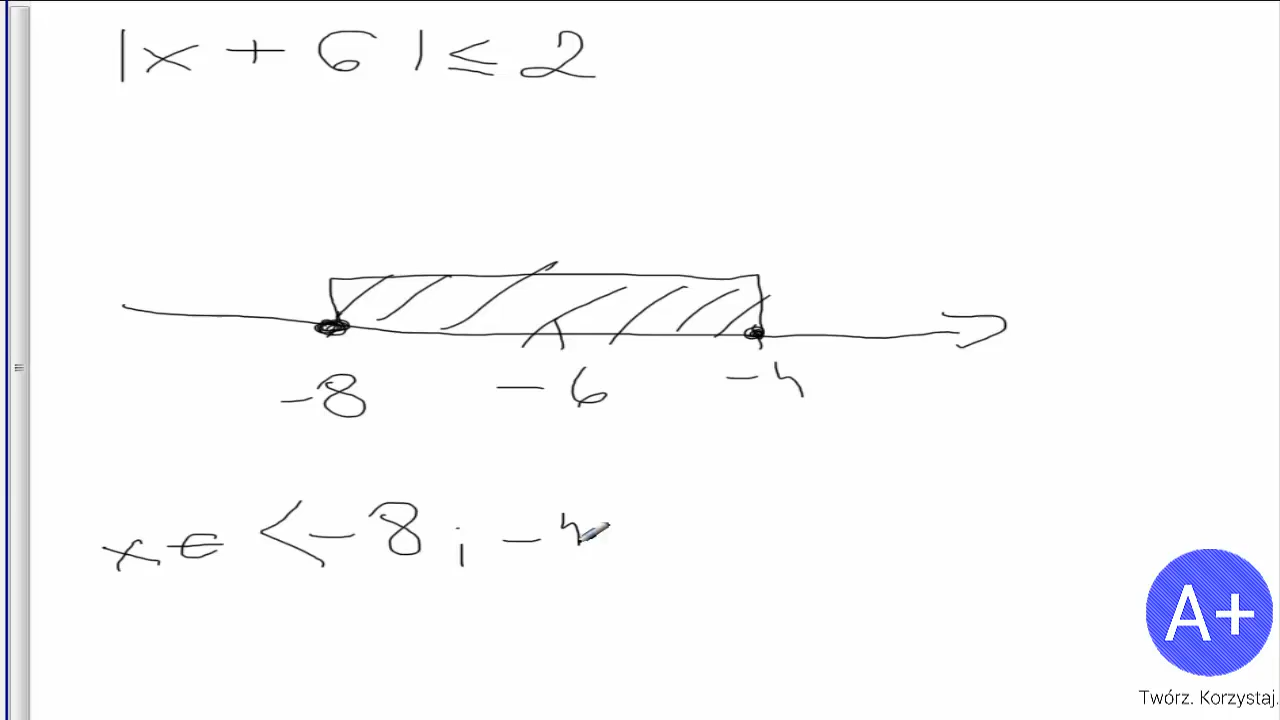 |x + 6| ≤ 2
-8 -6 -4
x ∈ <-8; -4
A+
Twórz. Korzystaj.